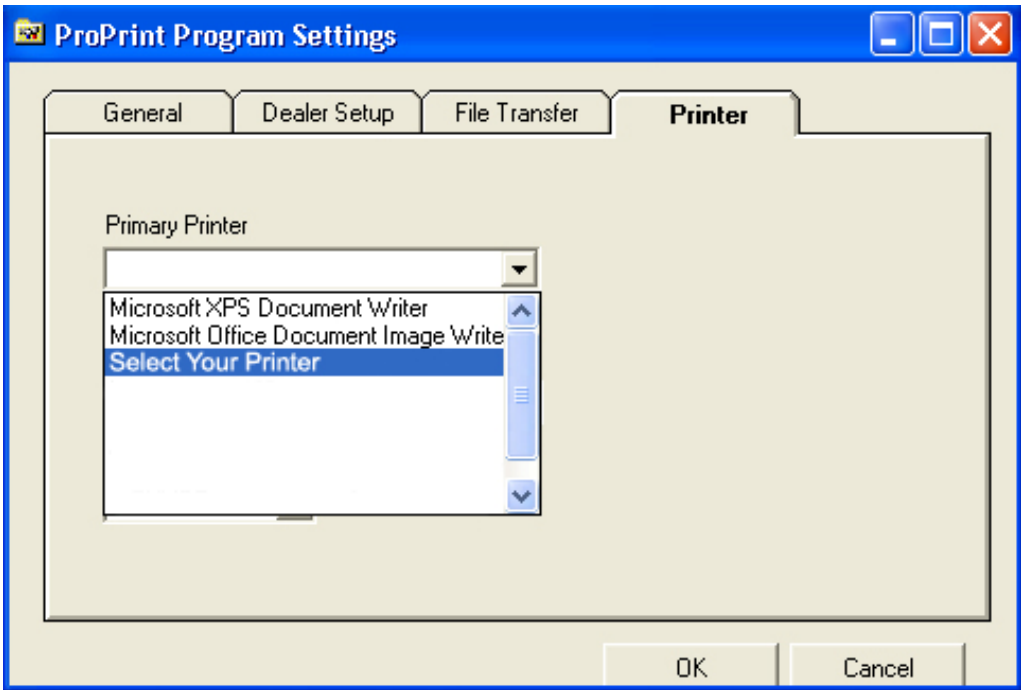 ProPrint Program Settings
General Dealer Setup File Transfer Printer
Primary Printer
Microsoft XPS Document Writer
Microsoft Office Document Image Write
Select Your Printer
OK Cancel